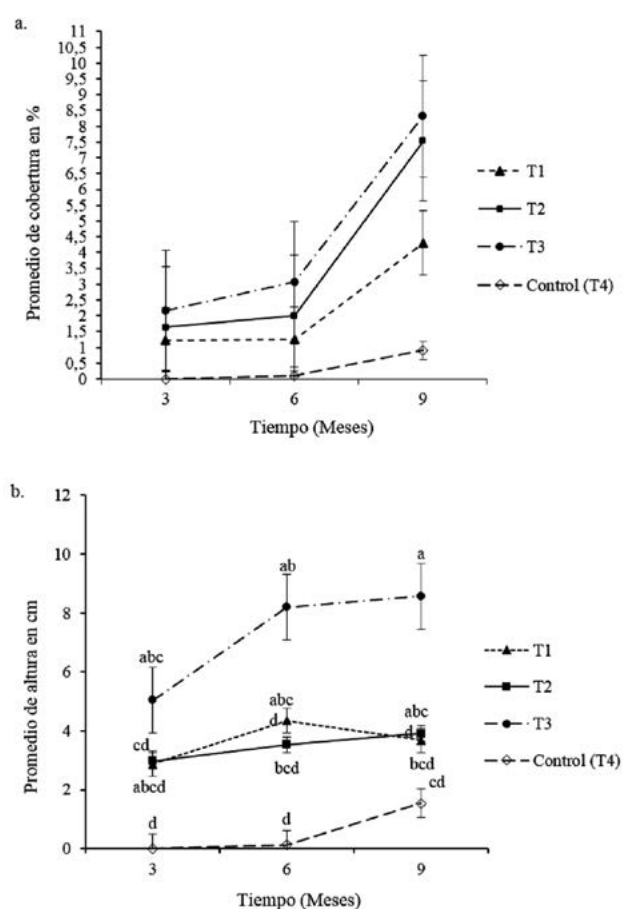 a.
Promedio de cobertura en %
11
10,5
10
9,5
9
8,5
8
7,5
7
6,5
6
5,5
5
4,5
4
3,5
3
2,5
2
1,5
1
0,5
0
3
6
9
Tiempo (Meses)
T1
T2
T3
Control (T4)
b.
Promedio de altura en cm
12
10
8
6
4
2
0
abc
ab
a
cd
abcd
abc
d
bcd
abc
d
bcd
d
d
cd
3
6
9
Tiempo (Meses)
T1
T2
T3
Control (T4)